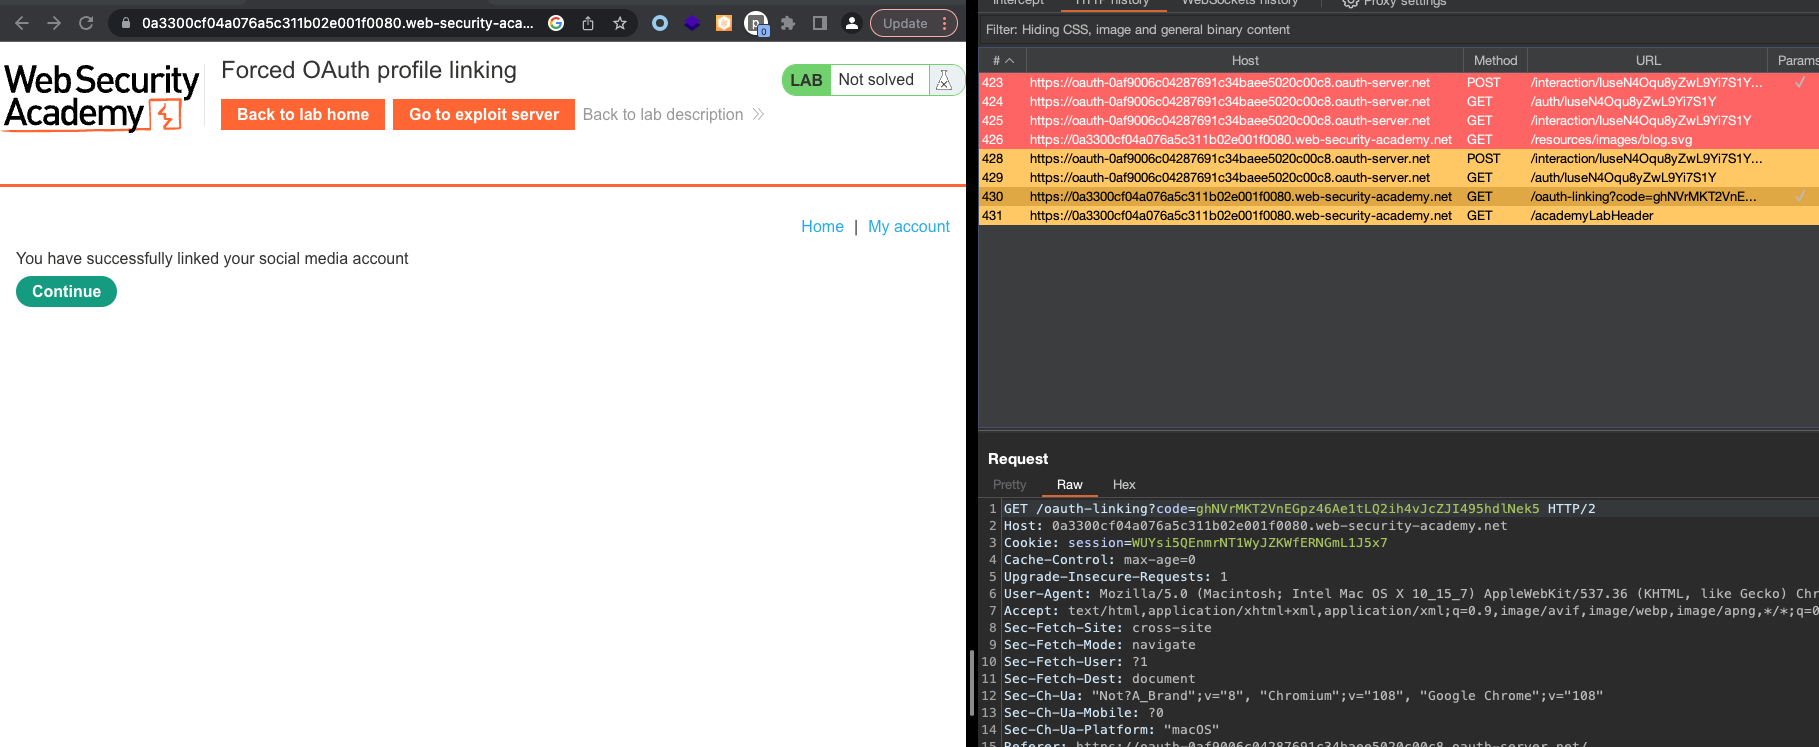 0a3300cf04a076a5c311b02e001f0080.web-security-aca...
p
0
Update
WebSecurity
Academy
Forced OAuth profile linking
Back to lab home
Go to exploit server
Back to lab description
LAB
Not solved
Home | My account
You have successfully linked your social media account
Continue
Intercept
HTTP history
WebSockets history
Proxy settings
Filter: Hiding CSS, image and general binary content
# Host Method URL Params
423 https://oauth-0af9006c04287691c34baee5020c00c8.oauth-server.net POST /interaction/IuseN4Oqu8yZwL9Yi7S1Y...
424 https://oauth-0af9006c04287691c34baee5020c00c8.oauth-server.net GET /auth/IuseN4Oqu8yZwL9Yi7S1Y
425 https://oauth-0af9006c04287691c34baee5020c00c8.oauth-server.net GET /interaction/IuseN4Oqu8yZwL9Yi7S1Y
426 https://0a3300cf04a076a5c311b02e001f0080.web-security-academy.net GET /resources/images/blog.svg
428 https://oauth-0af9006c04287691c34baee5020c00c8.oauth-server.net POST /interaction/IuseN4Oqu8yZwL9Yi7S1Y...
429 https://oauth-0af9006c04287691c34baee5020c00c8.oauth-server.net GET /auth/IuseN4Oqu8yZwL9Yi7S1Y
430 https://0a3300cf04a076a5c311b02e001f0080.web-security-academy.net GET /oauth-linking?code=ghNVrMKT2VnE...
431 https://0a3300cf04a076a5c311b02e001f0080.web-security-academy.net GET /academyLabHeader
Request
Pretty Raw Hex
1 GET /oauth-linking?code=ghNVrMKT2VnEGpz46Ae1tLQ2ih4vJcZJI495hdlNek5 HTTP/2
2 Host: 0a3300cf04a076a5c311b02e001f0080.web-security-academy.net
3 Cookie: session=WUYsi5QEnmrNT1WyJZKWfERNGmL1J5x7
4 Cache-Control: max-age=0
5 Upgrade-Insecure-Requests: 1
6 User-Agent: Mozilla/5.0 (Macintosh; Intel Mac OS X 10_15_7) AppleWebKit/537.36 (KHTML, like Gecko) Chr
7 Accept: text/html,application/xhtml+xml,application/xml;q=0.9,image/avif,image/webp,image/apng,*/*;q=0
8 Sec-Fetch-Site: cross-site
9 Sec-Fetch-Mode: navigate
10 Sec-Fetch-User: ?1
11 Sec-Fetch-Dest: document
12 Sec-Ch-Ua: "Not?A_Brand";v="8", "Chromium";v="108", "Google Chrome";v="108"
13 Sec-Ch-Ua-Mobile: ?0
14 Sec-Ch-Ua-Platform: "macOS"
15 Referer: https://oauth-0af9006c04287691c34baee5020c00c8.oauth-server.net/